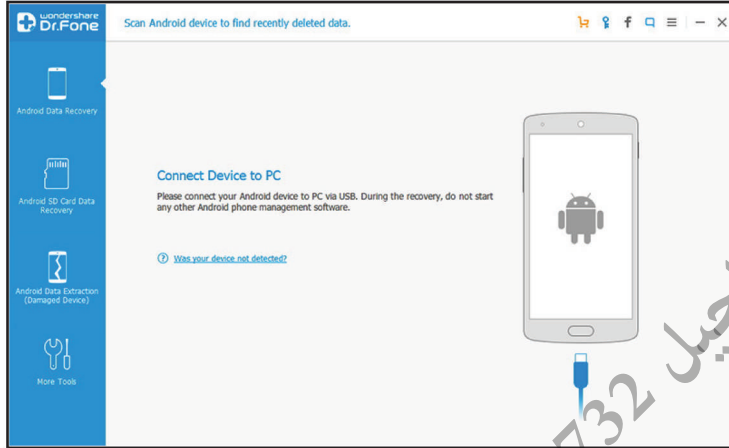 wondershare
Dr.Fone
Scan Android device to find recently deleted data.
Android Data Recovery
Android SD Card Data
Recovery
Android Data Extraction
(Damaged Device)
More Tools
Connect Device to PC
Please connect your Android device to PC via USB. During the recovery, do not start
any other Android phone management software.
Was your device not detected?
732